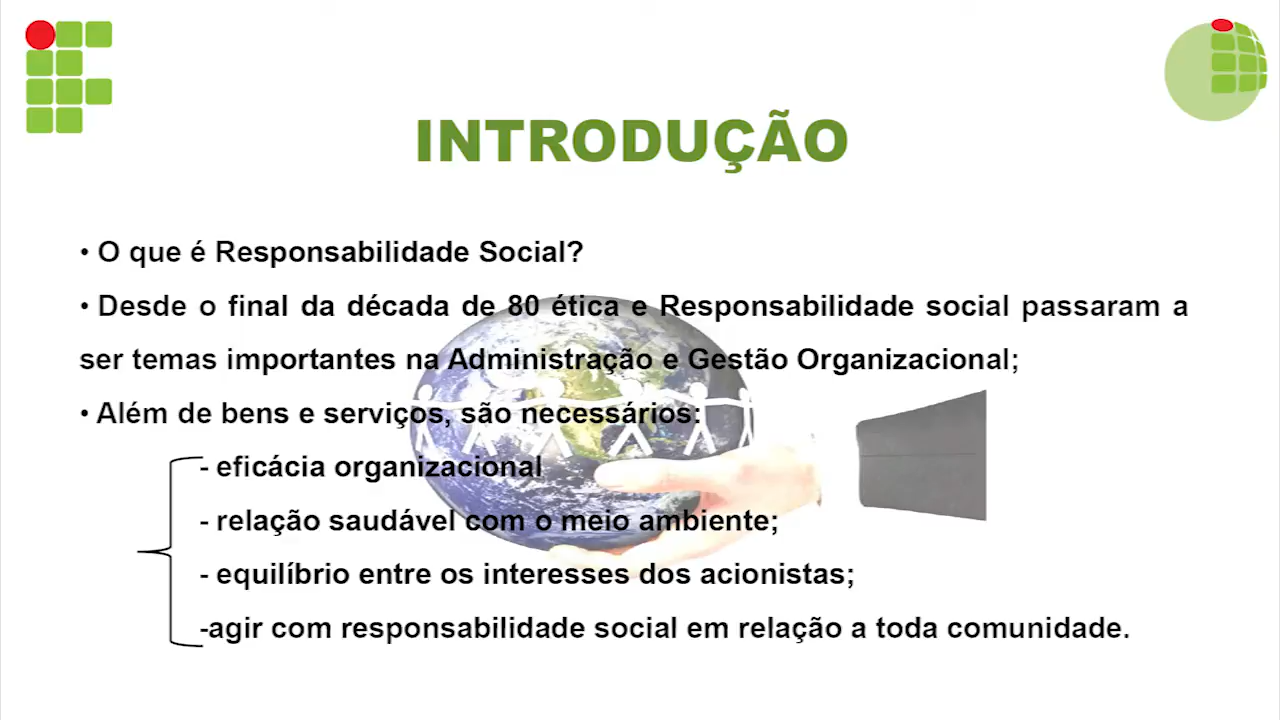 INTRODUÇÃO
• O que é Responsabilidade Social?
• Desde o final da década de 80 ética e Responsabilidade social passaram a
ser temas importantes na Administração e Gestão Organizacional;
• Além de bens e serviços, são necessários:
- eficácia organizacional
- relação saudável com o meio ambiente;
- equilíbrio entre os interesses dos acionistas;
-agir com responsabilidade social em relação a toda comunidade.